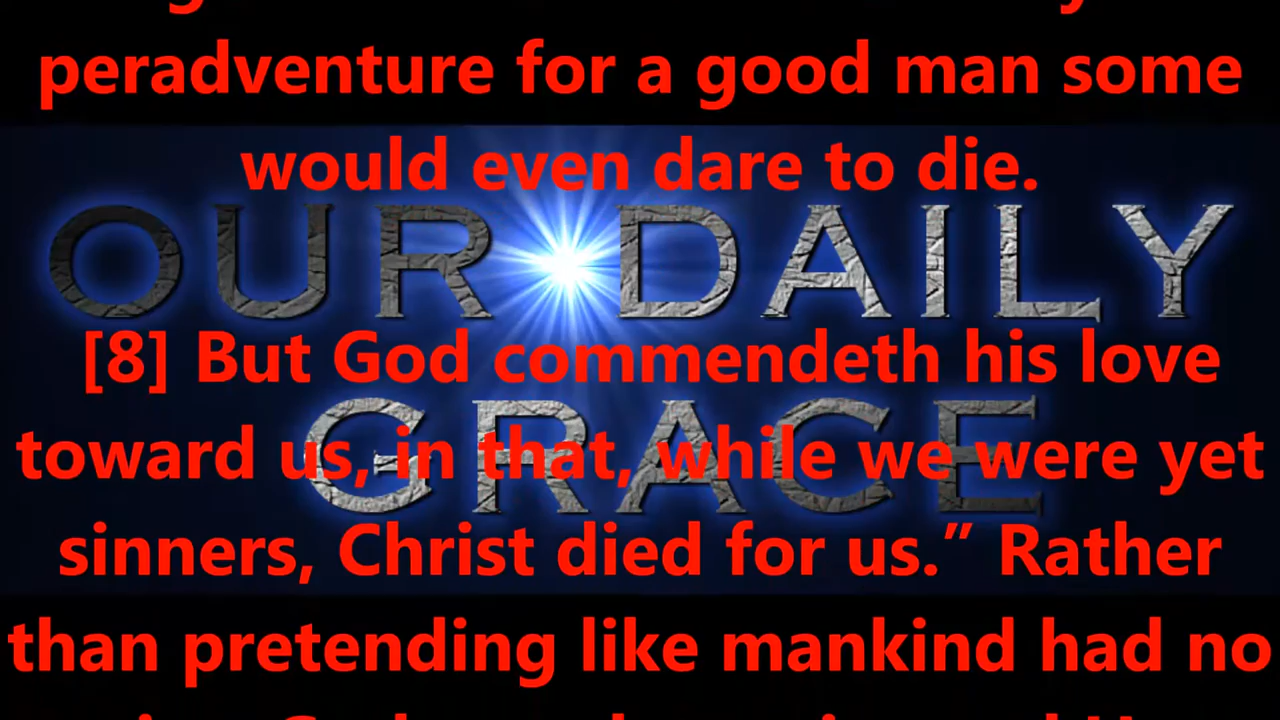 peradventure for a good man some
would even dare to die.
OUR DAILY
[8] But God commendeth his love
GRACE
toward us, in that, while we were yet
sinners, Christ died for us.” Rather
than pretending like mankind had no